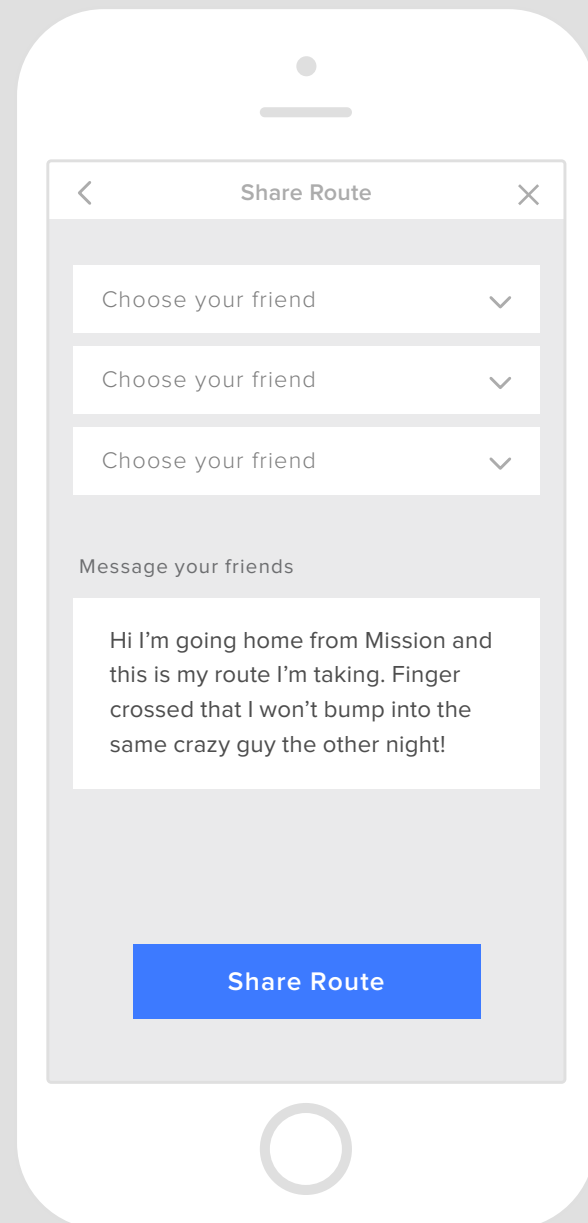 Share Route
Choose your friend
Choose your friend
Choose your friend
Message your friends
Hi I’m going home from Mission and
this is my route I’m taking. Finger
crossed that I won’t bump into the
same crazy guy the other night!
Share Route